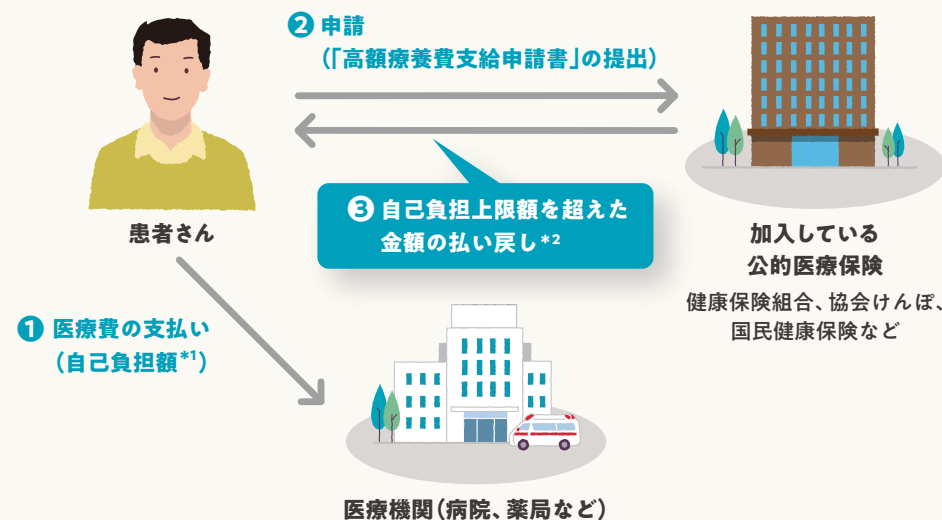 ❷ 申請
（「高額療養費支給申請書」の提出）
患者さん
❸ 自己負担上限額を超えた
金額の払い戻し*2
加入している
公的医療保険
健康保険組合、協会けんぽ、
国民健康保険など
❶ 医療費の支払い
（自己負担額*1）
医療機関（病院、薬局など）